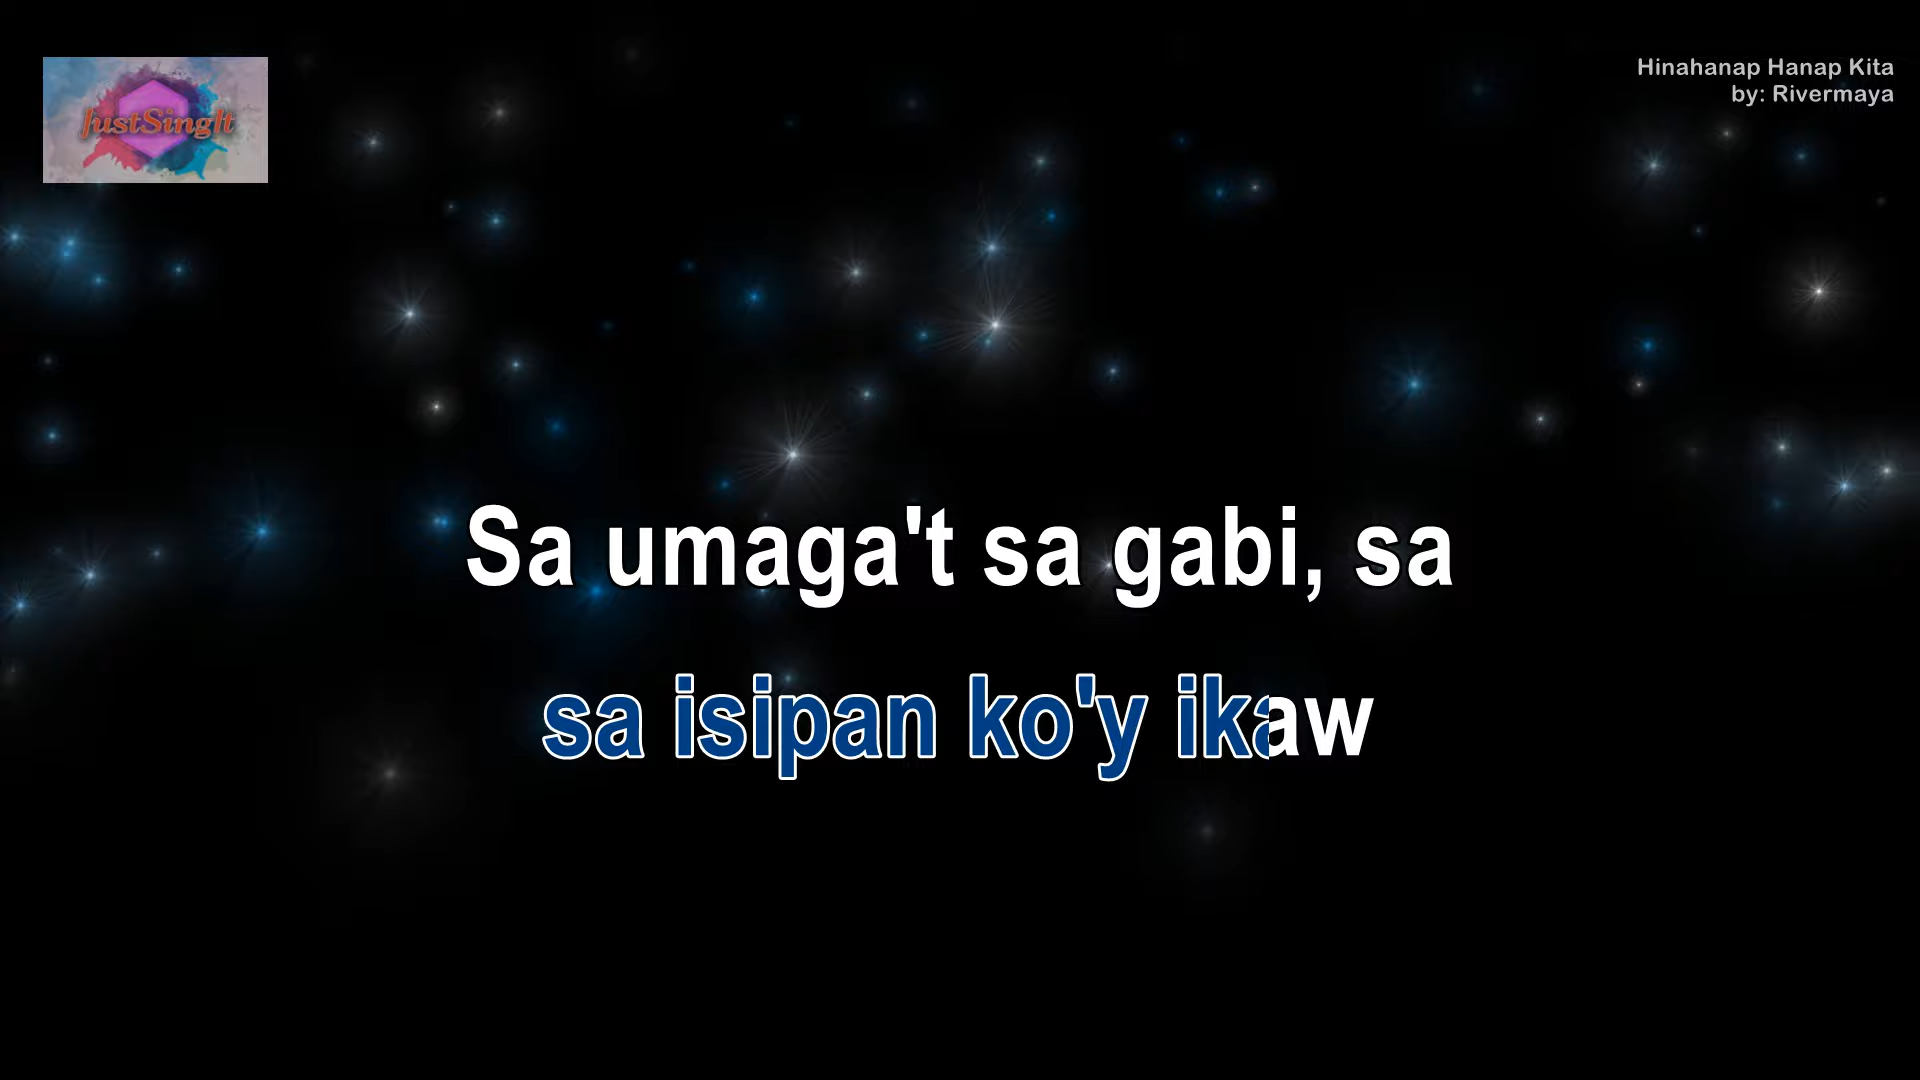 JustSingIt
Hinahanap Hanap Kita
by: Rivermaya
Sa umaga't sa gabi, sa
sa isipan ko'y ikaw